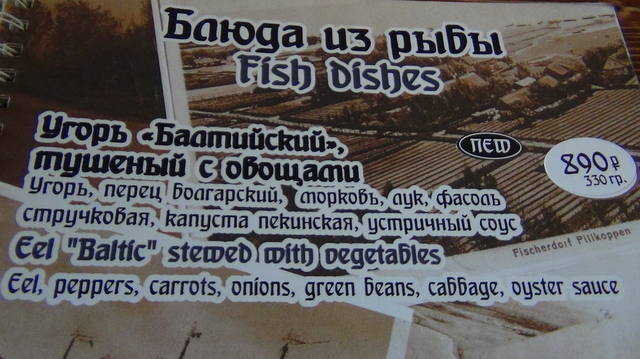 Блюда из рыбы
Fish Dishes
Угорь «Балтийский»,
тушеный с овощами
NEW
890 ₽
330 гр.
Угорь, перец болгарский, морковь, лук, фасоль
стручковая, капуста пекинская, устричный соус
Fischerdorf Pillkoppen
Eel "Baltic" stewed with vegetables
Eel, peppers, carrots, onions, green beans, cabbage, oyster sauce